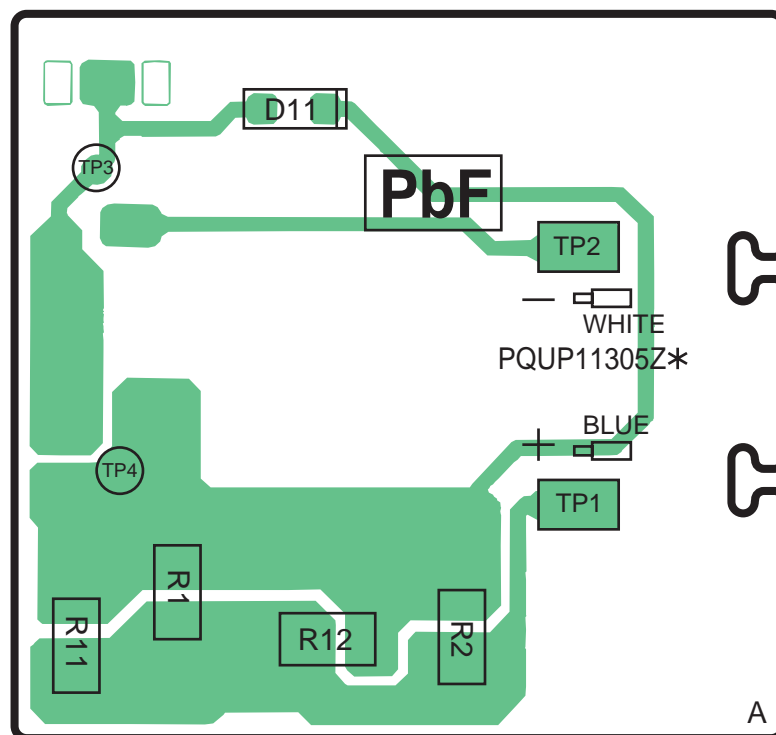 D11
TP3
PbF
TP2
—
WHITE
PQUP11305Z*
BLUE
+
TP4
TP1
R1
R11
R12
R2
A